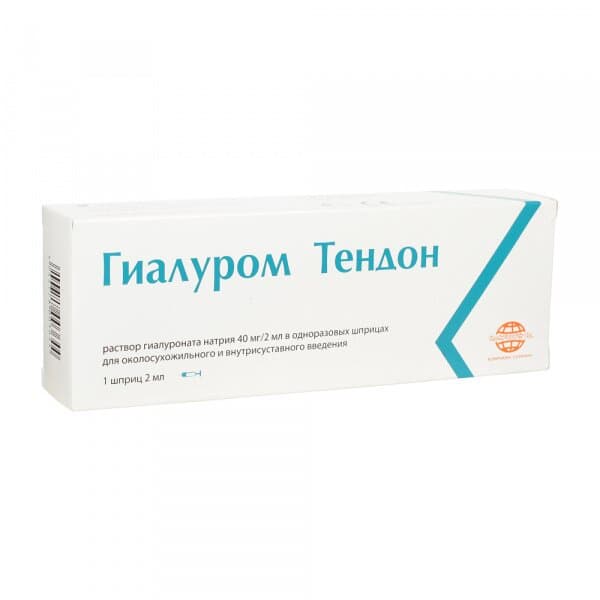 Гиалуром Тендон
раствор гиалуроната натрия 40 мг/2 мл в одноразовых шприцах
для околосухожильного и внутрисуставного введения
1 шприц 2 мл